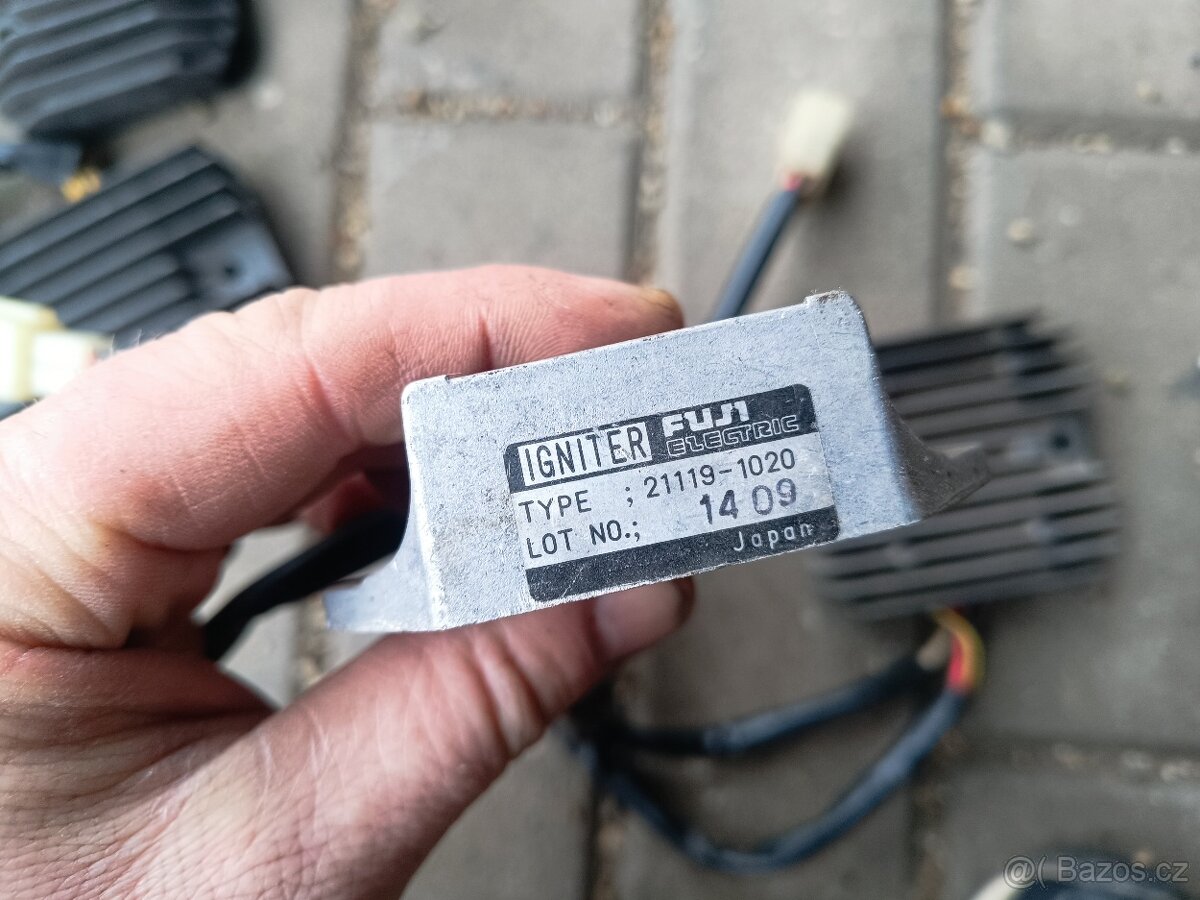 IGNITER FUJI ELECTRIC
TYPE ; 21119-1020
LOT NO.; 14 09
Japan
@( Bazos.cz